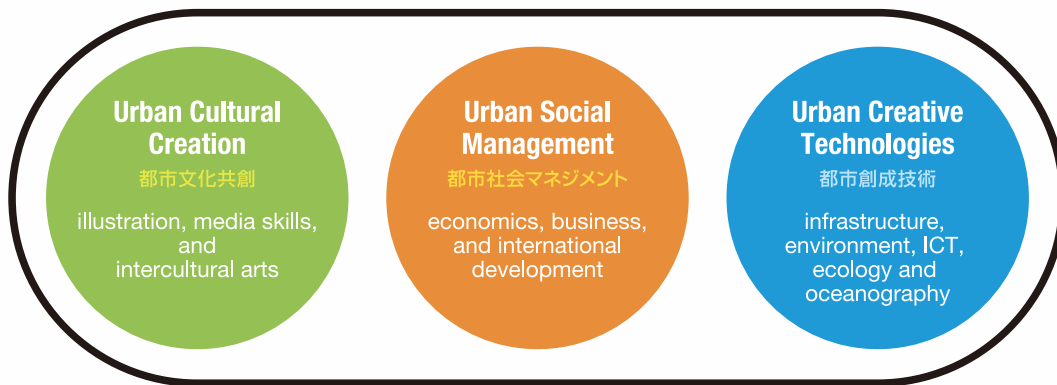 Urban Cultural
Creation
都市文化共創
illustration, media skills,
and
intercultural arts
Urban Social
Management
都市社会マネジメント
economics, business,
and international
development
Urban Creative
Technologies
都市創成技術
infrastructure,
environment, ICT,
ecology and
oceanography